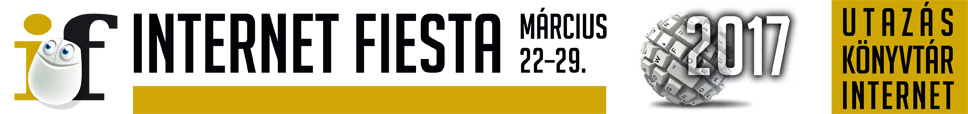 if
INTERNET FIESTA
MÁRCIUS
22–29.
2017
UTAZÁS
KÖNYVTÁR
INTERNET